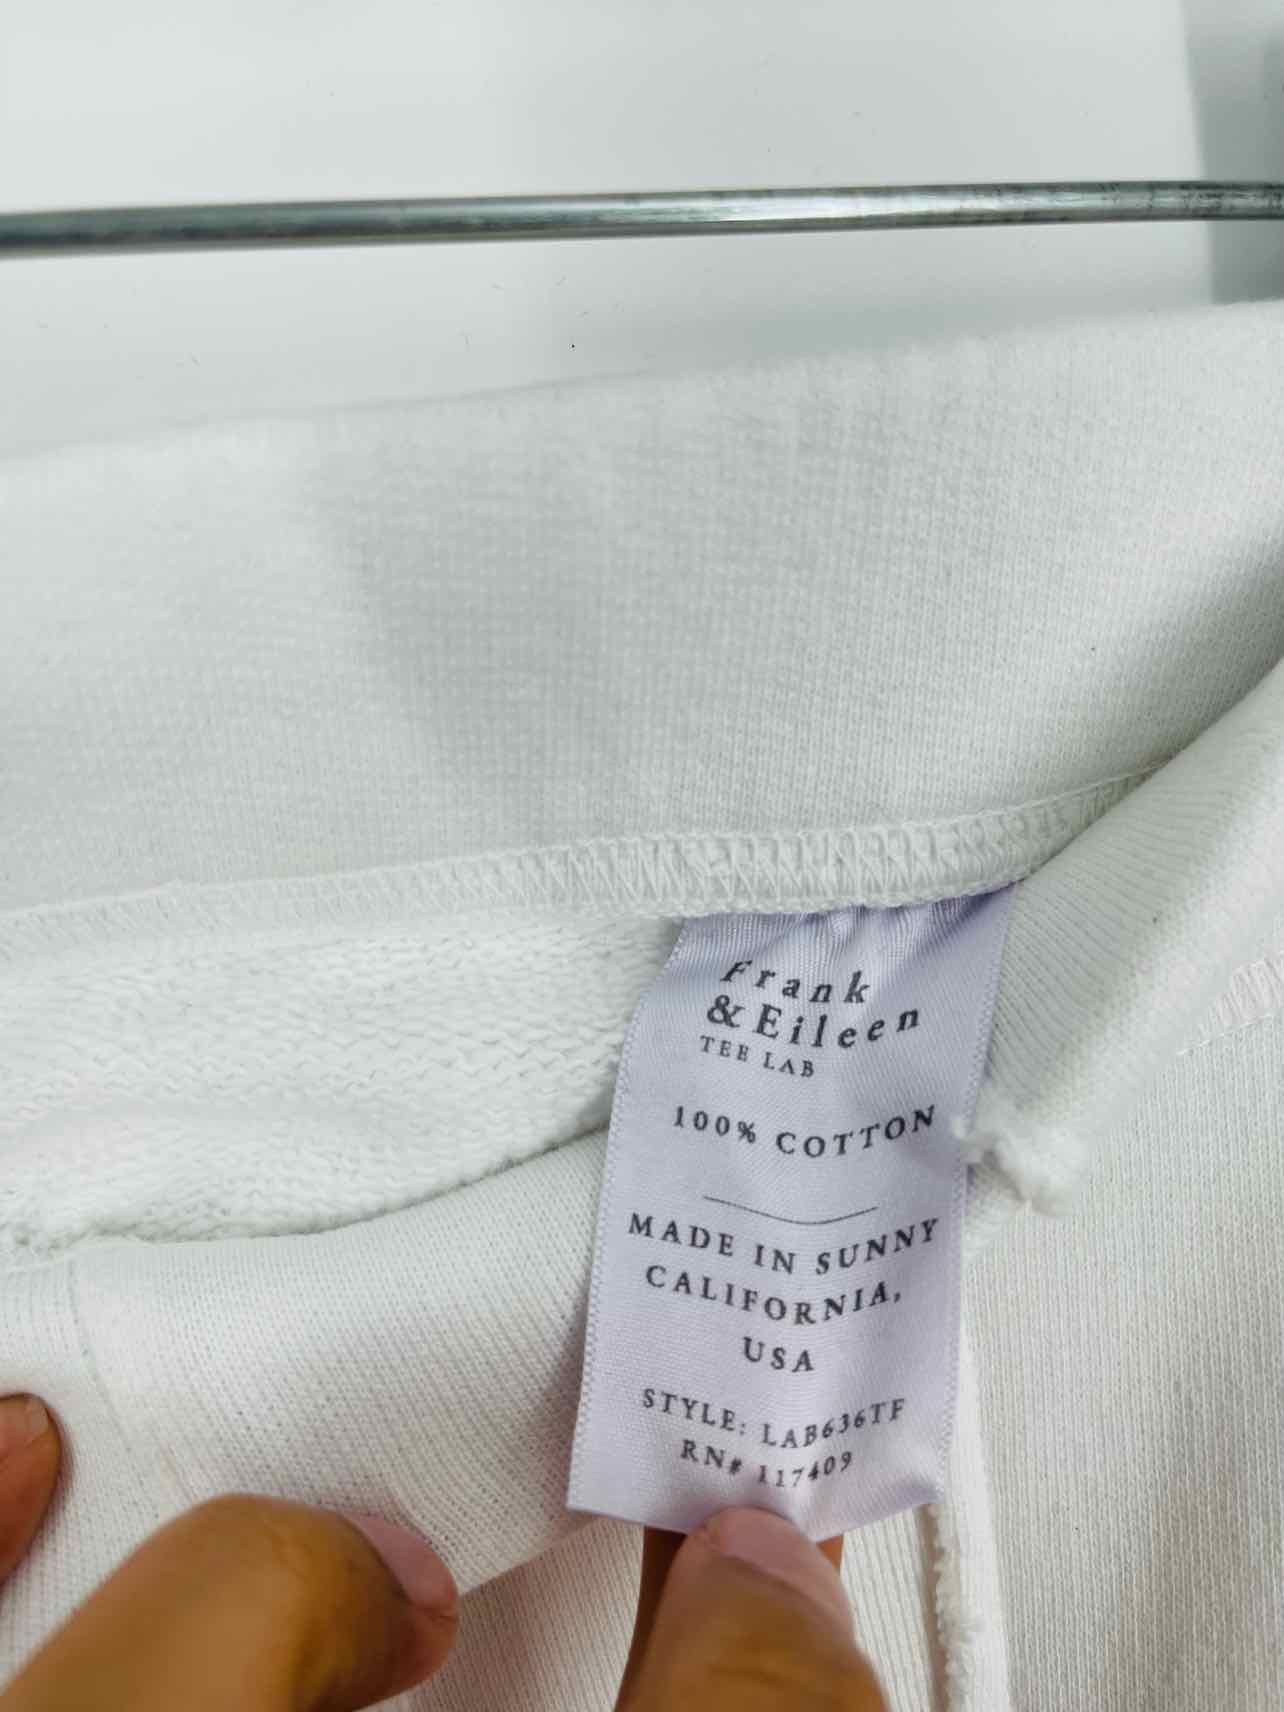 Frank
& Eileen
TEE LAB
100% COTTON
MADE IN SUNNY
CALIFORNIA,
USA
STYLE: LAB636TF
RN# 117409